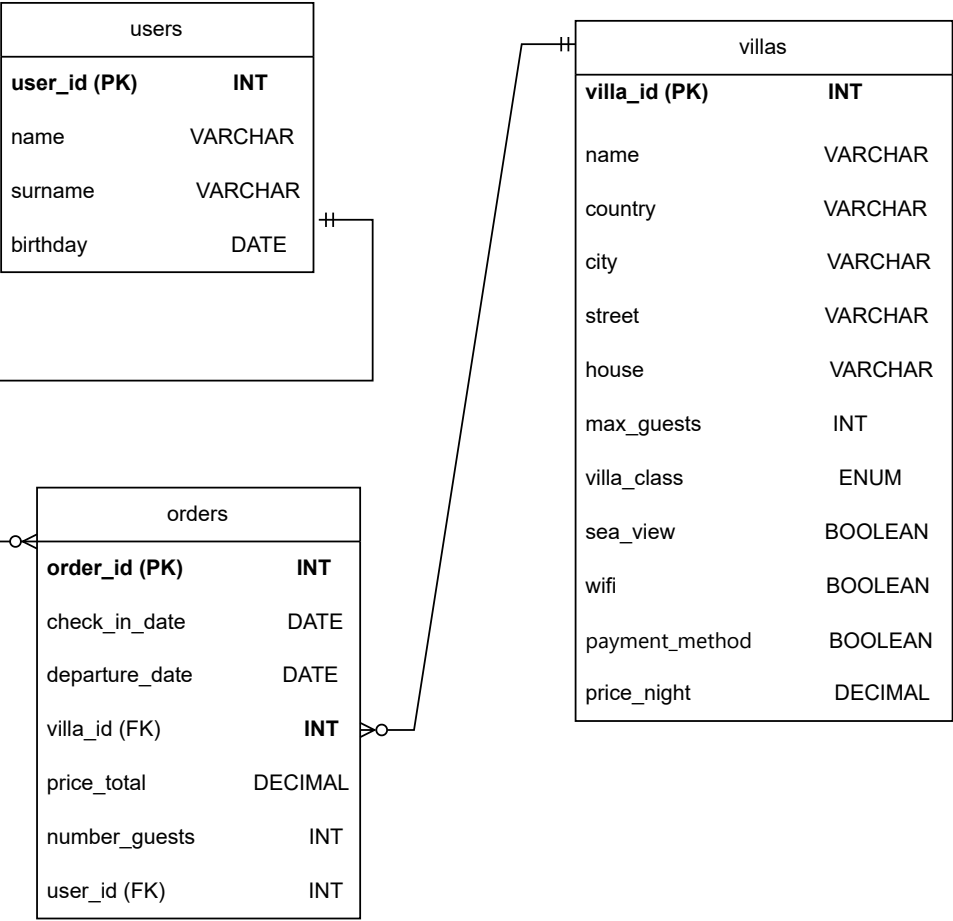 users
user_id (PK) INT
name VARCHAR
surname VARCHAR
birthday DATE
villas
villa_id (PK) INT
name VARCHAR
country VARCHAR
city VARCHAR
street VARCHAR
house VARCHAR
max_guests INT
villa_class ENUM
sea_view BOOLEAN
wifi BOOLEAN
payment_method BOOLEAN
price_night DECIMAL
orders
order_id (PK) INT
check_in_date DATE
departure_date DATE
villa_id (FK) INT
price_total DECIMAL
number_guests INT
user_id (FK) INT